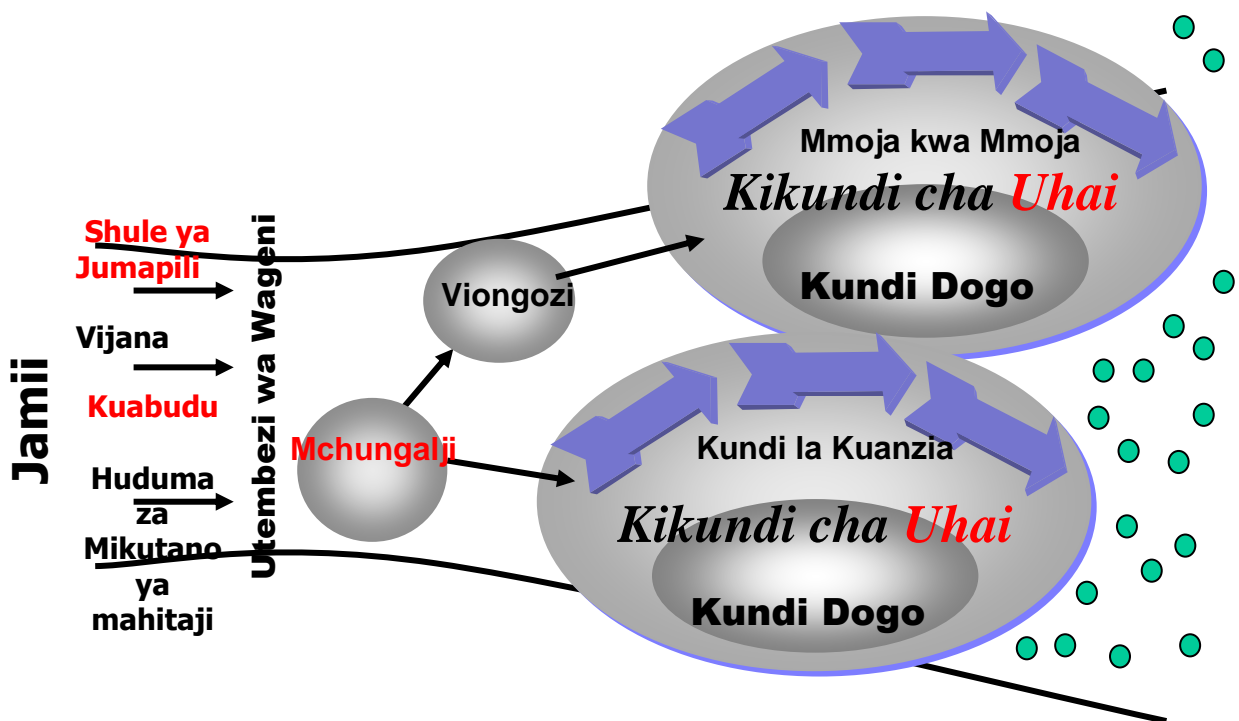 Jamii
Shule ya
Jumapili
Vijana
Kuabudu
Huduma
za
Mikutano
ya
mahitaji
Utembezi wa Wageni
Mchungalji
Viongozi
Mmoja kwa Mmoja
Kikundi cha Uhai
Kundi Dogo
Kundi la Kuanzia
Kikundi cha Uhai
Kundi Dogo